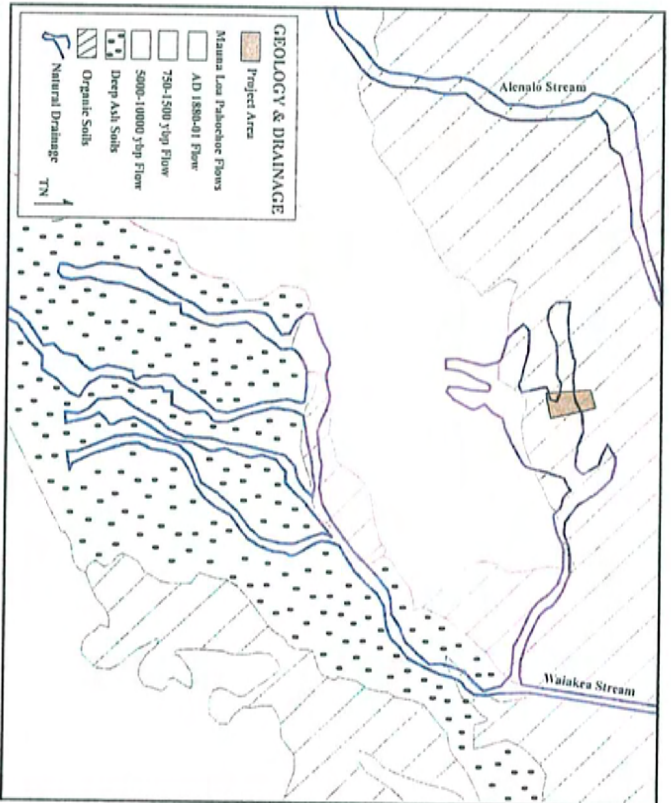 GEOLOGY & DRAINAGE
Project Area
Mauna Loa Pahoehoe Flows
AD 1880-01 Flow
750-1500 ybp Flow
5000-10000 ybp Flow
Deep Ash Soils
Organic Soils
Natural Drainage
TN
Alenaio Stream
Waiakea Stream